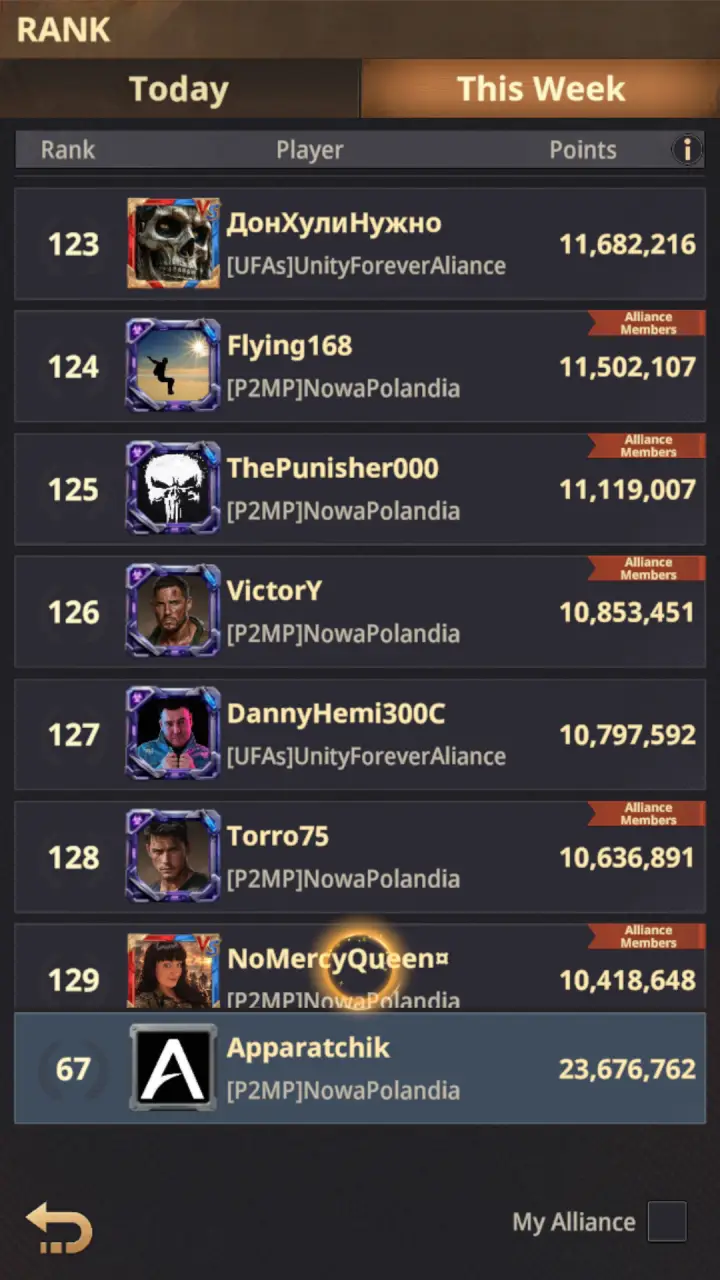 RANK
Today This Week
Rank Player Points i
123 ДонХулиНужно 11,682,216
[UFAs]UnityForeverAliance
Alliance Members
124 Flying168 11,502,107
[P2MP]NowaPolandia
Alliance Members
125 ThePunisher000 11,119,007
[P2MP]NowaPolandia
Alliance Members
126 VictorY 10,853,451
[P2MP]NowaPolandia
127 DannyHemi300C 10,797,592
[UFAs]UnityForeverAliance
Alliance Members
128 Torro75 10,636,891
[P2MP]NowaPolandia
Alliance Members
129 NoMercyQueen¤ 10,418,648
[P2MP]NowaPolandia
67 Apparatchik 23,676,762
[P2MP]NowaPolandia
My Alliance